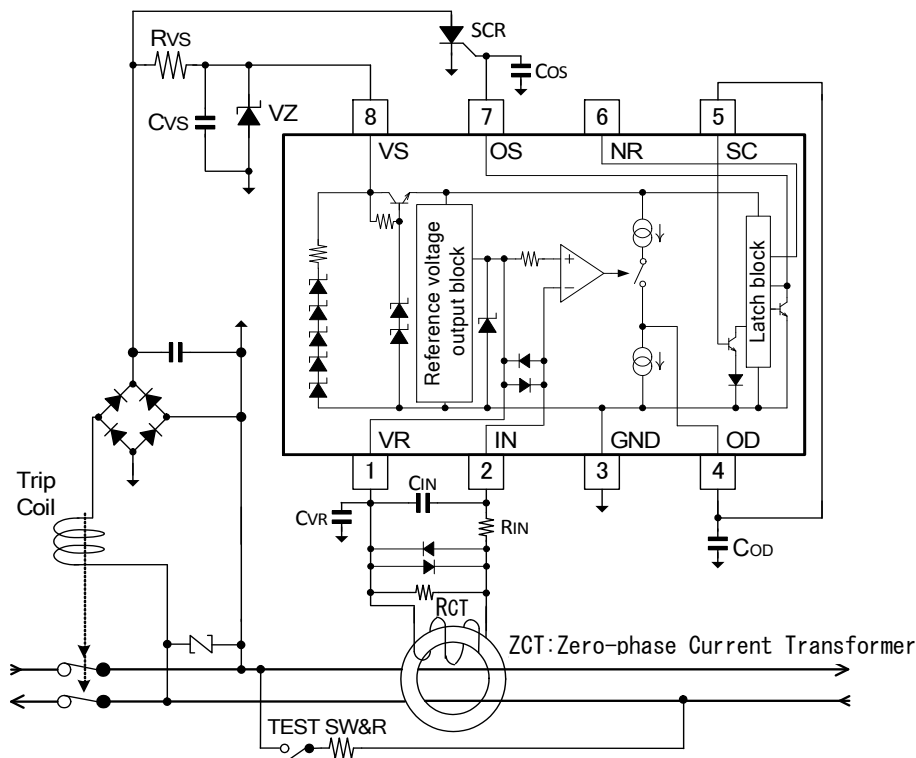 SCR
RVS
COS
CVS
VZ
8
7
6
5
VS
OS
NR
SC
Reference voltage
output block
+
−
Latch block
VR
IN
GND
OD
1
2
3
4
Trip
Coil
CIN
CVR
RIN
COD
RCT
ZCT:Zero-phase Current Transformer
TEST SW&R